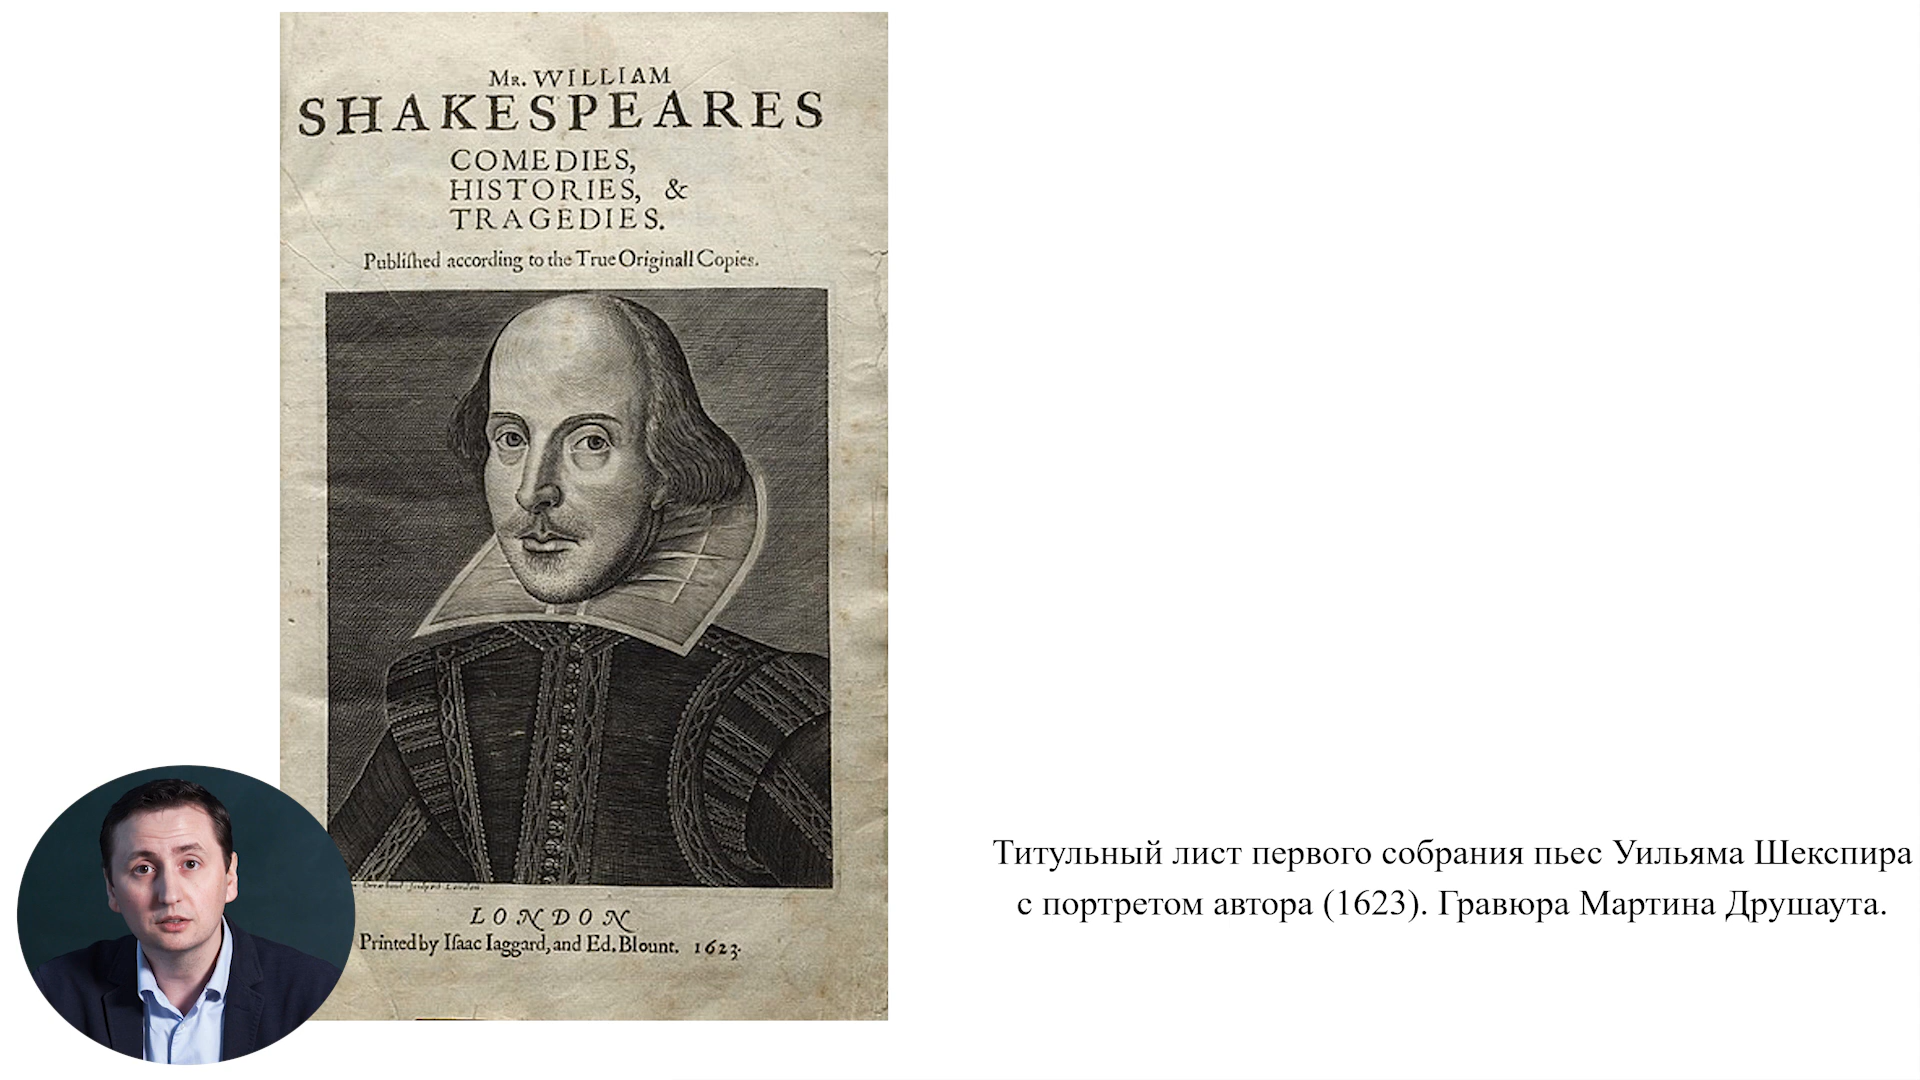 Mr. WILLIAM
SHAKESPEARES
COMEDIES,
HISTORIES, &
TRAGEDIES.
Publiſhed according to the True Originall Copies.
LONDON
Printed by Iſaac Iaggard, and Ed. Blount. 1623.
Титульный лист первого собрания пьес Уильяма Шекспира
с портретом автора (1623). Гравюра Мартина Друшаута.